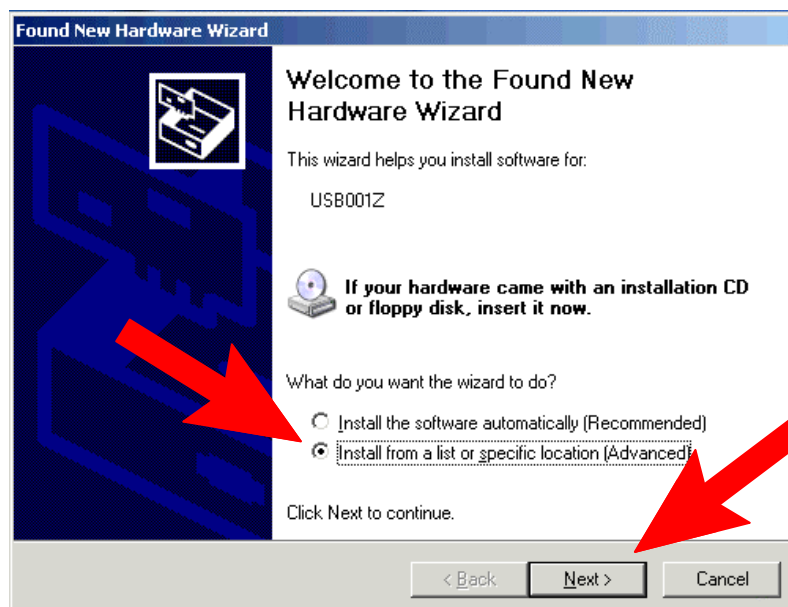 Found New Hardware Wizard
Welcome to the Found New
Hardware Wizard
This wizard helps you install software for:
USB001Z
If your hardware came with an installation CD
or floppy disk, insert it now.
What do you want the wizard to do?
Install the software automatically (Recommended)
Install from a list or specific location (Advanced)
Click Next to continue.
< Back Next > Cancel